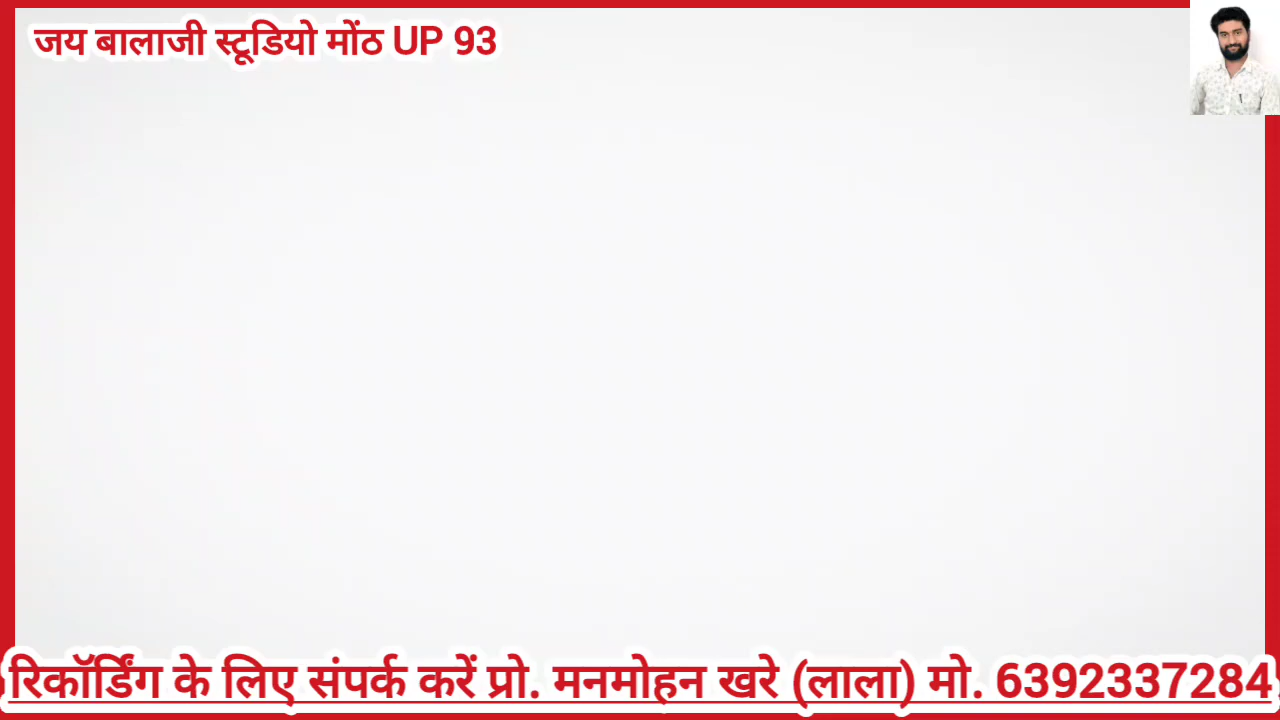 जय बालाजी स्टूडियो मोंठ UP 93
रिकॉर्डिंग के लिए संपर्क करें प्रो. मनमोहन खरे (लाला) मो. 6392337284